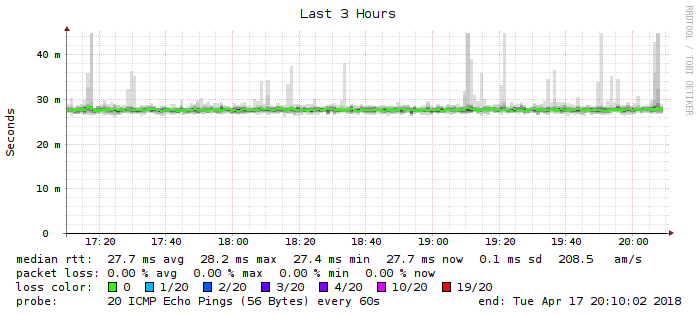 Last 3 Hours
RRDTOOL / TOBI OETIKER
Seconds
40 m
30 m
20 m
10 m
0
17:20 17:40 18:00 18:20 18:40 19:00 19:20 19:40 20:00
median rtt: 27.7 ms avg 28.2 ms max 27.4 ms min 27.7 ms now 0.1 ms sd 208.5 am/s
packet loss: 0.00 % avg 0.00 % max 0.00 % min 0.00 % now
loss color: 0 1/20 2/20 3/20 4/20 10/20 19/20
probe: 20 ICMP Echo Pings (56 Bytes) every 60s end: Tue Apr 17 20:10:02 2018